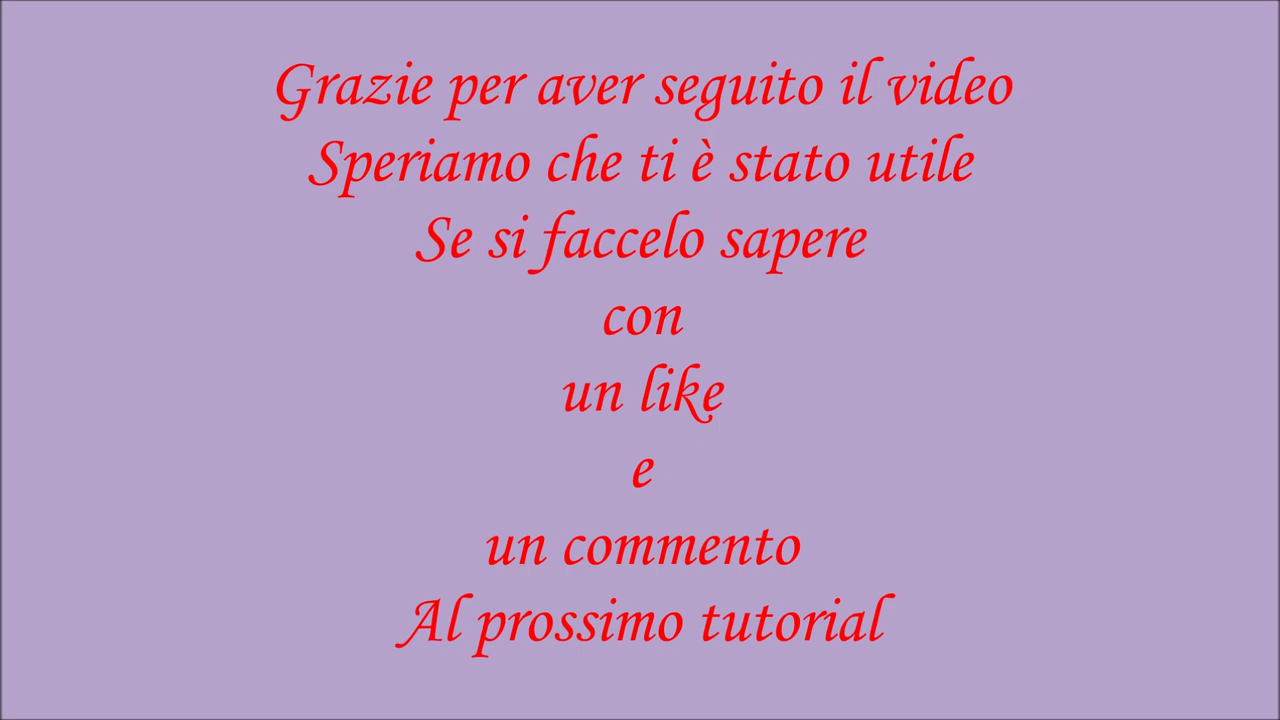 Grazie per aver seguito il video
Speriamo che ti è stato utile
Se si faccelo sapere
con
un like
e
un commento
Al prossimo tutorial